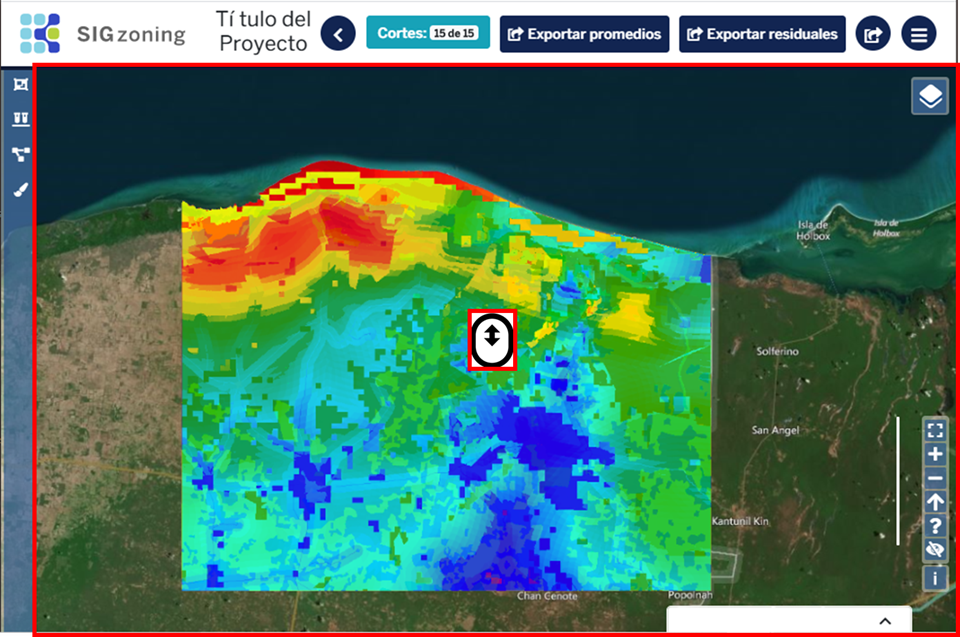 SIGzoning
Tí tulo del
Proyecto
Cortes: 15 de 15
Exportar promedios
Exportar residuales
Isla de
Holbox
Isla de
Holbox
Solferino
San Angel
Kantunil Kin
Chan Cenote
Popolnah